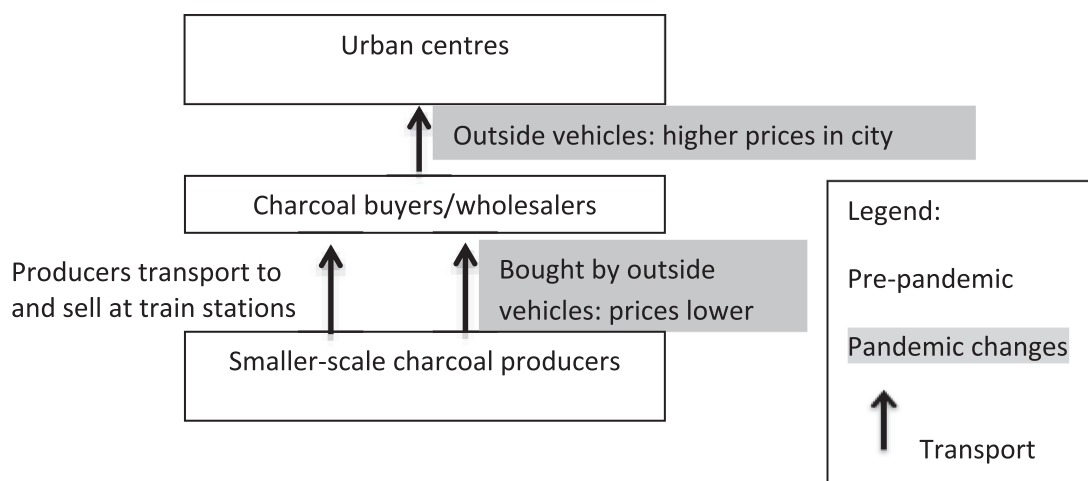 Urban centres
Outside vehicles: higher prices in city
Charcoal buyers/wholesalers
Producers transport to
and sell at train stations
Bought by outside
vehicles: prices lower
Smaller-scale charcoal producers
Legend:
Pre-pandemic
Pandemic changes
Transport